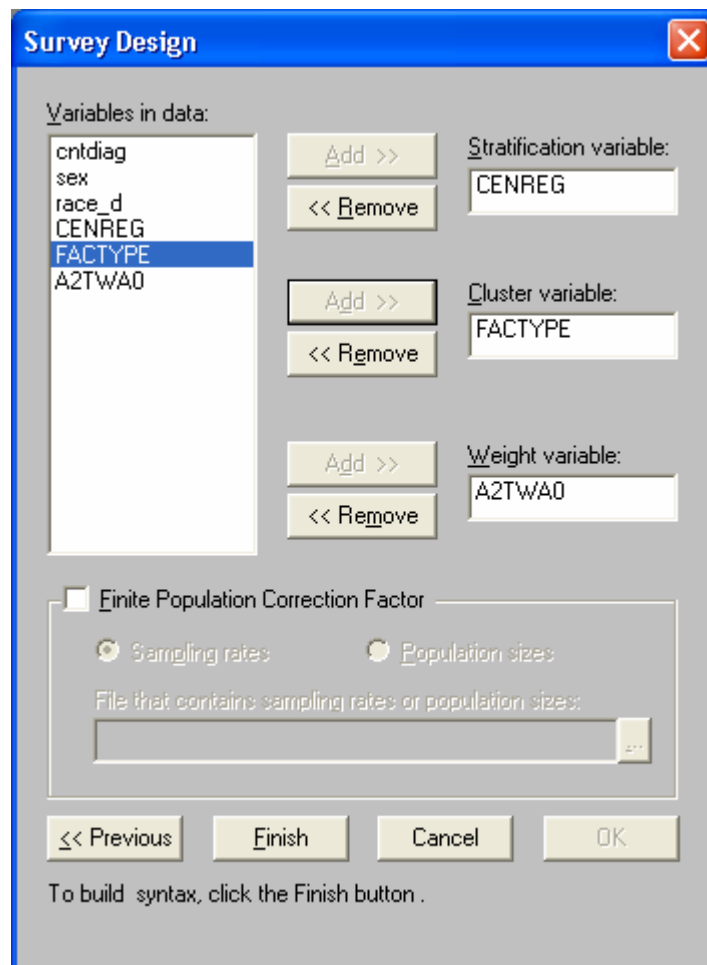 Survey Design
Variables in data:
cntdiag
sex
race_d
CENREG
FACTYPE
A2TWA0
Add >>
<< Remove
Stratification variable:
CENREG
Add >>
<< Remove
Cluster variable:
FACTYPE
Add >>
<< Remove
Weight variable:
A2TWA0
Finite Population Correction Factor
Sampling rates
Population sizes
File that contains sampling rates or population sizes:
...
<< Previous
Finish
Cancel
OK
To build syntax, click the Finish button .